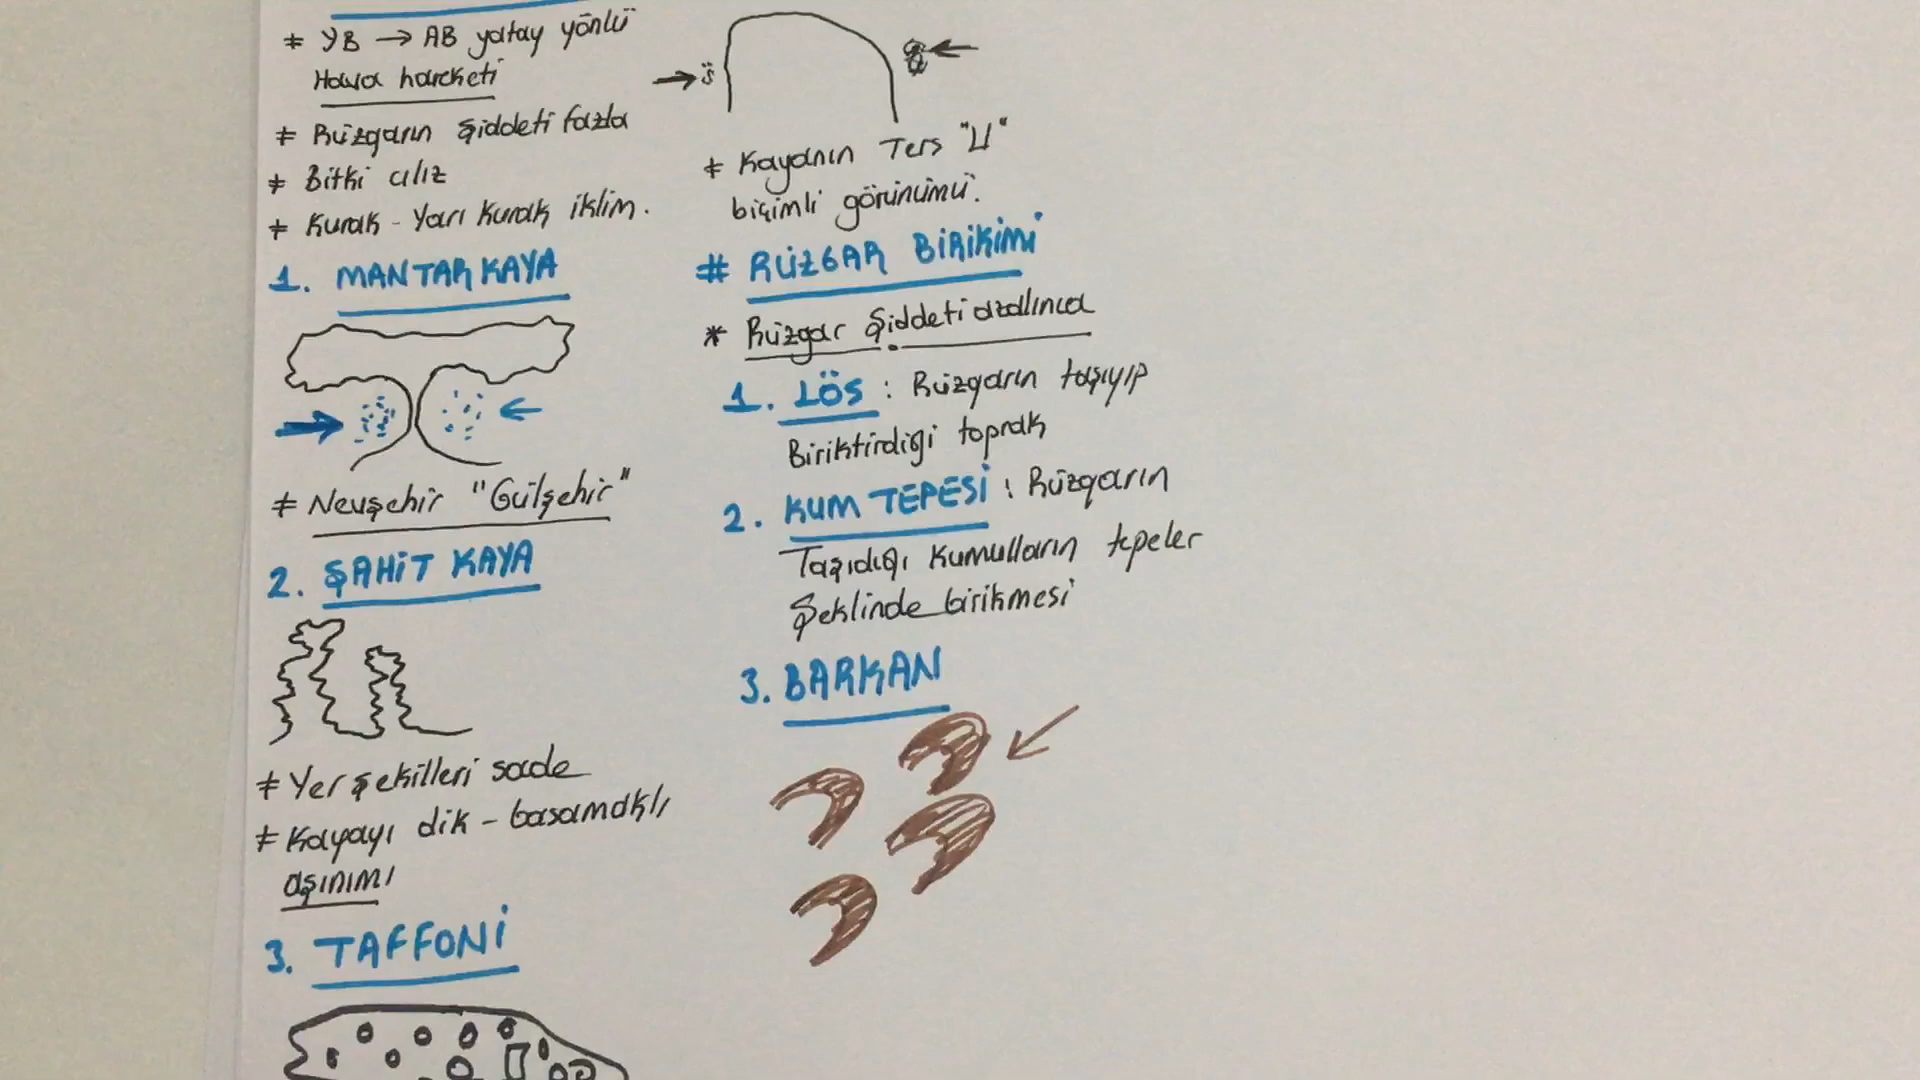 # YB → AB yatay yönlü
Hava hareketi
# Rüzgarın şiddeti fazla
# Bitki cılız
# Kurak - Yarı Kurak iklim.
1. MANTAR KAYA
# Nevşehir "Gülşehir"
2. ŞAHİT KAYA
# Yer şekilleri sade
# Kayayı dik - basamaklı
aşınımı
3. TAFFONİ
# Kayanın Ters "U"
biçimli görünümü.
# RÜZGAR BİRİKİMİ
* Rüzgar Şiddeti azalınca
1. LÖS : Rüzgarın taşıyıp
Biriktirdiği toprak
2. KUM TEPESİ : Rüzgarın
Taşıdığı Kumulların tepeler
Şeklinde birikmesi
3. BARKAN